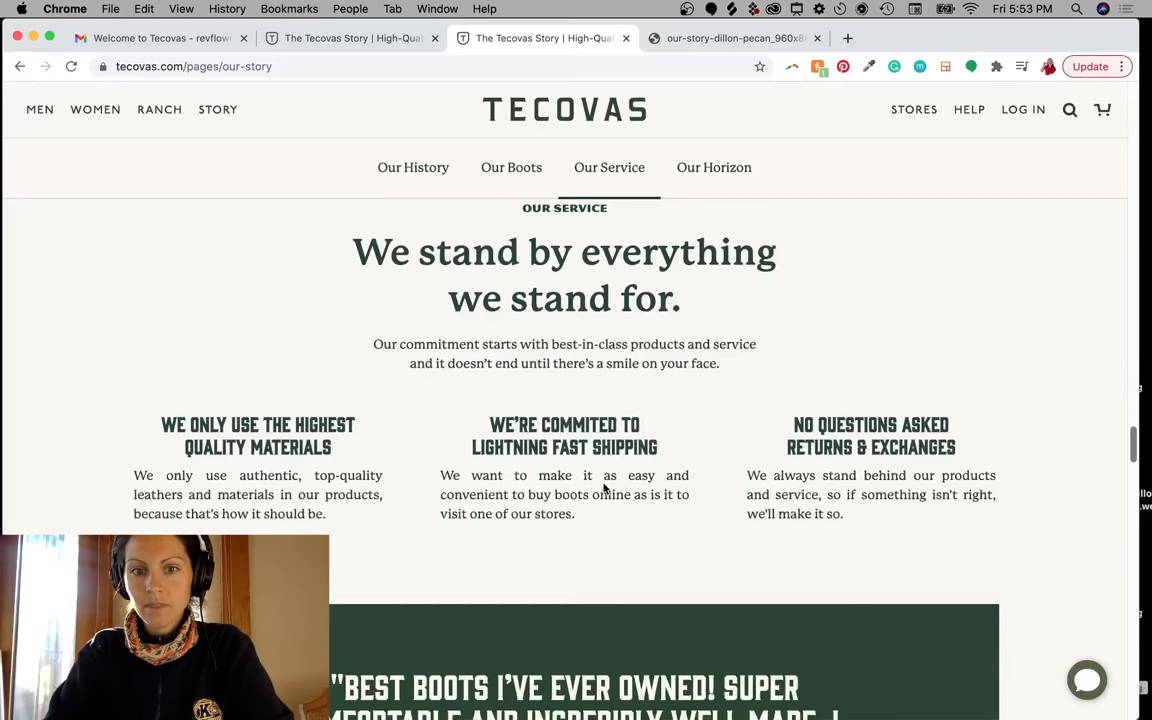 Chrome File Edit View History Bookmarks People Tab Window Help Fri 5:53 PM
Welcome to Tecovas - revflow The Tecovas Story | High-Qua The Tecovas Story | High-Qua our-story-dillon-pecan_960x8
tecovas.com/pages/our-story Update
MEN WOMEN RANCH STORY TECOVAS STORES HELP LOG IN
Our History Our Boots Our Service Our Horizon
OUR SERVICE
We stand by everything
we stand for.
Our commitment starts with best-in-class products and service
and it doesn't end until there's a smile on your face.
WE ONLY USE THE HIGHEST
QUALITY MATERIALS
We only use authentic, top-quality
leathers and materials in our products,
because that's how it should be.
WE'RE COMMITED TO
LIGHTNING FAST SHIPPING
We want to make it as easy and
convenient to buy boots online as is it to
visit one of our stores.
NO QUESTIONS ASKED
RETURNS & EXCHANGES
We always stand behind our products
and service, so if something isn't right,
we'll make it so.
"BEST BOOTS I'VE EVER OWNED! SUPER